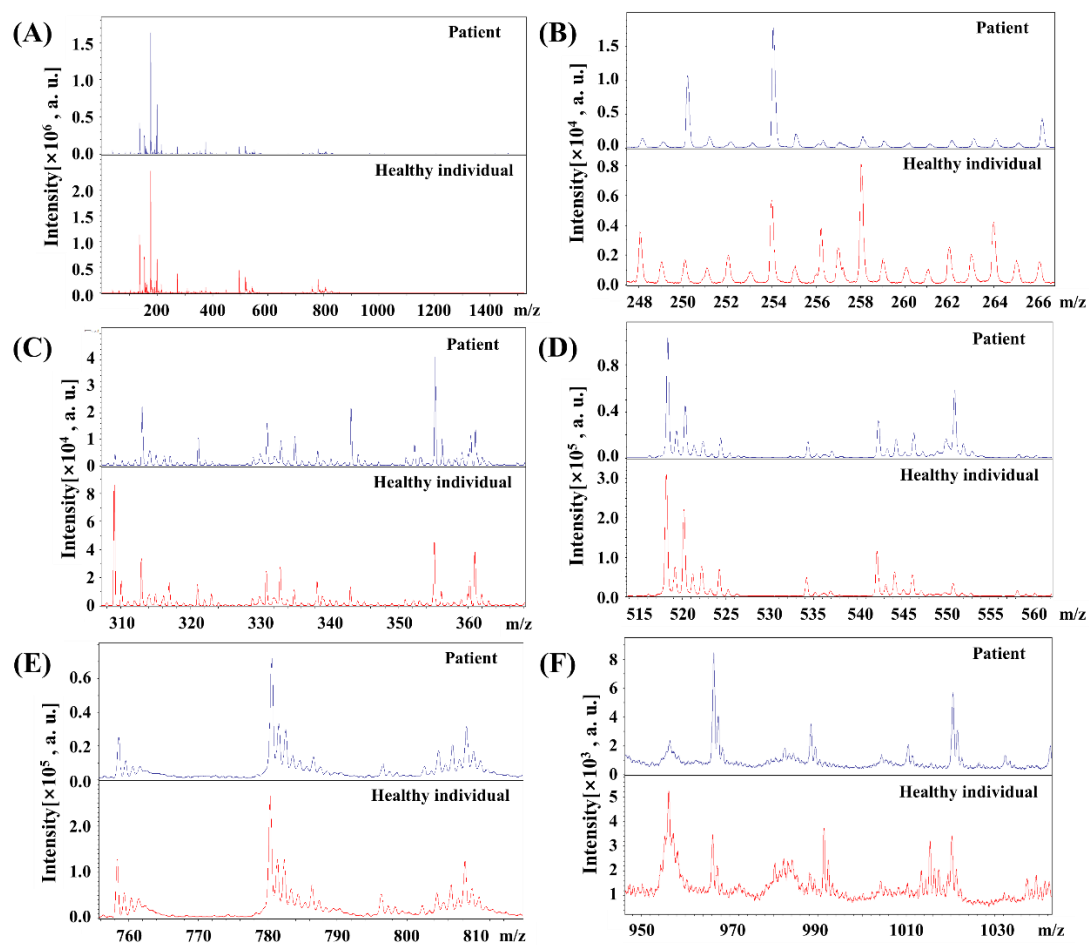 (A)
Patient
1.5
1.0
0.5
0.0
Healthy individual
2.0
1.5
1.0
0.5
0.0
Intensity[×10⁶ , a. u.]
200 400 600 800 1000 1200 1400 m/z
(B)
Patient
1.5
1.0
0.5
0.0
Healthy individual
0.8
0.6
0.4
0.2
0.0
Intensity[×10⁴ , a. u.]
248 250 252 254 256 258 260 262 264 266 m/z
(C)
Patient
4
3
2
1
0
Healthy individual
8
6
4
2
0
Intensity[×10⁴ , a. u.]
310 320 330 340 350 360 m/z
(D)
Patient
0.8
0.4
0.0
Healthy individual
3.0
2.0
1.0
0.0
Intensity[×10⁵ , a. u.]
515 520 530 535 540 545 550 555 560 m/z
(E)
Patient
0.6
0.4
0.2
0.0
Healthy individual
2.0
1.0
0.0
Intensity[×10⁵ , a. u.]
760 770 780 790 800 810 m/z
(F)
Patient
8
6
4
2
0
Healthy individual
5
4
3
2
1
Intensity[×10³ , a. u.]
950 970 990 1010 1030 m/z